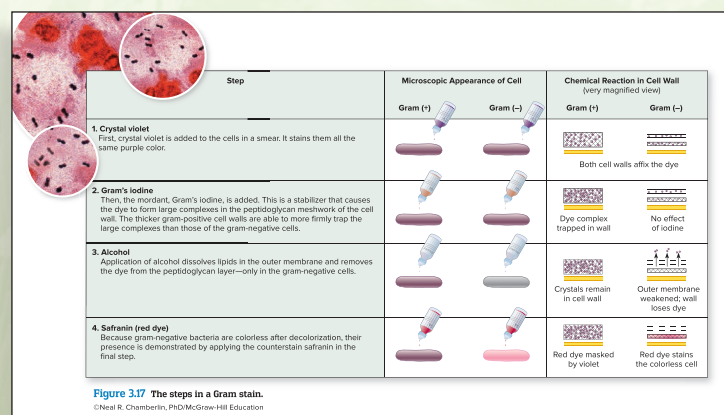 Step
Microscopic Appearance of Cell
Chemical Reaction in Cell Wall
(very magnified view)
Gram (+)
Gram (–)
Gram (+)
Gram (–)
1. Crystal violet
First, crystal violet is added to the cells in a smear. It stains them all the
same purple color.
Both cell walls affix the dye
2. Gram's iodine
Then, the mordant, Gram's iodine, is added. This is a stabilizer that causes
the dye to form large complexes in the peptidoglycan meshwork of the cell
wall. The thicker gram-positive cell walls are able to more firmly trap the
large complexes than those of the gram-negative cells.
Dye complex
trapped in wall
No effect
of iodine
3. Alcohol
Application of alcohol dissolves lipids in the outer membrane and removes
the dye from the peptidoglycan layer—only in the gram-negative cells.
Crystals remain
in cell wall
Outer membrane
weakened; wall
loses dye
4. Safranin (red dye)
Because gram-negative bacteria are colorless after decolorization, their
presence is demonstrated by applying the counterstain safranin in the
final step.
Red dye masked
by violet
Red dye stains
the colorless cell
Figure 3.17 The steps in a Gram stain.
©Neal R. Chamberlin, PhD/McGraw-Hill Education